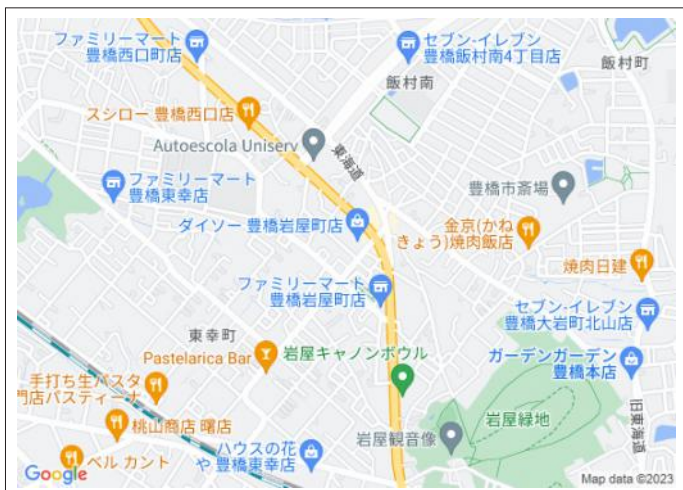 ファミリーマート
豊橋西口町店
セブン-イレブン
豊橋飯村南4丁目店
飯村町
飯村南
スシロー 豊橋西口店
Autoescola Uniserv
東海道
ファミリーマート
豊橋東幸店
豊橋市斎場
ダイソー 豊橋岩屋町店
金京(かね
きょう)焼肉飯店
焼肉日建
ファミリーマート
豊橋岩屋町店
セブン-イレブン
豊橋大岩町北山店
東幸町
Pastelarica Bar
岩屋キャノンボウル
ガーデンガーデン
豊橋本店
手打ち生パスタ
門店パスティーナ
岩屋緑地
旧東海道
桃山商店 曙店
岩屋観音像
ハウスの花
や 豊橋東幸店
ベル カント
Google
Map data ©2023